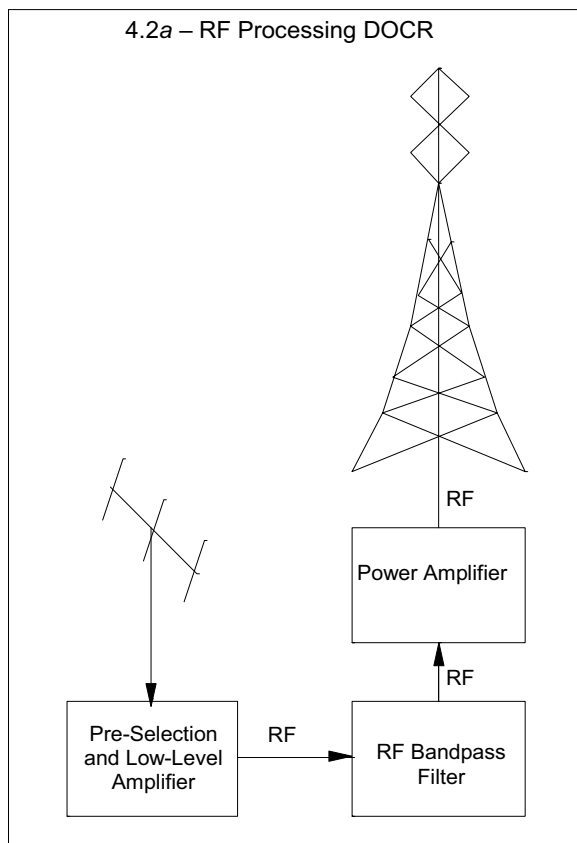 4.2a – RF Processing DOCR
RF
Power Amplifier
RF
Pre-Selection
and Low-Level
Amplifier
RF
RF Bandpass
Filter